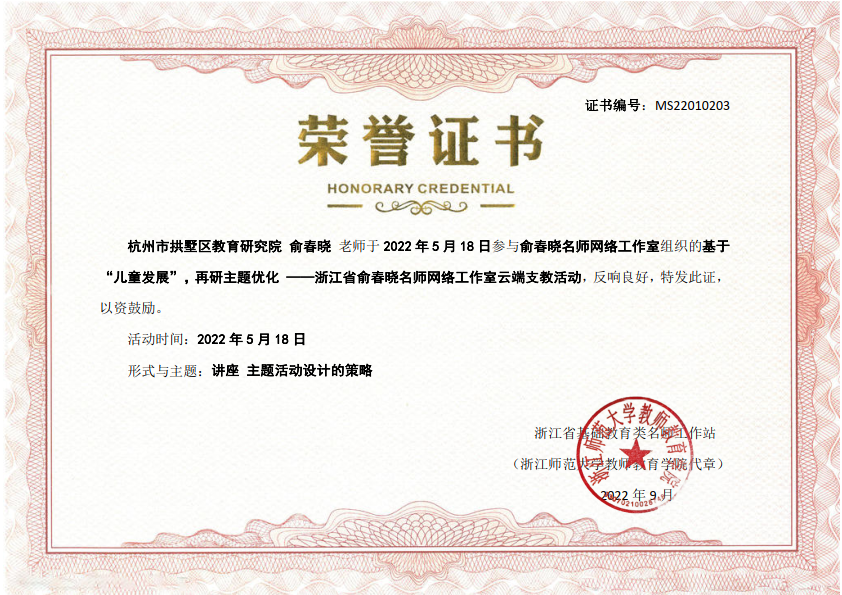 证书编号：MS22010203
荣誉证书
HONORARY CREDENTIAL
杭州市拱墅区教育研究院 俞春晓 老师于 2022 年 5 月 18 日参与俞春晓名师网络工作室组织的基于
“儿童发展”，再研主题优化 ——浙江省俞春晓名师网络工作室云端支教活动，反响良好，特发此证，
以资鼓励。
活动时间：2022 年 5 月 18 日
形式与主题：讲座 主题活动设计的策略
浙江师范大学教师教育学院
浙江省基础教育类名师工作站
（浙江师范大学教师教育学院代章）
2022 年 9 月